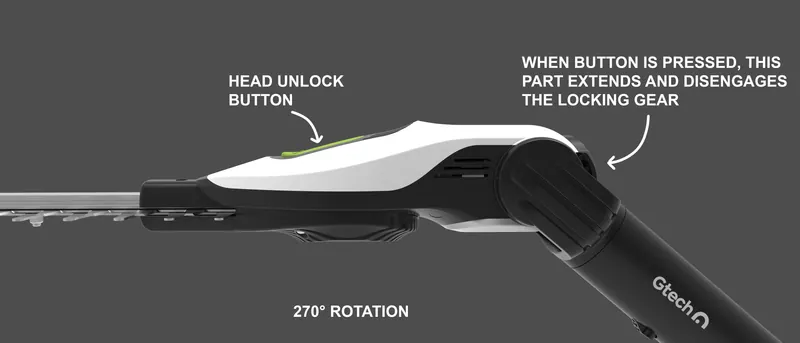 HEAD UNLOCK
BUTTON
WHEN BUTTON IS PRESSED, THIS
PART EXTENDS AND DISENGAGES
THE LOCKING GEAR
270° ROTATION
Gtech